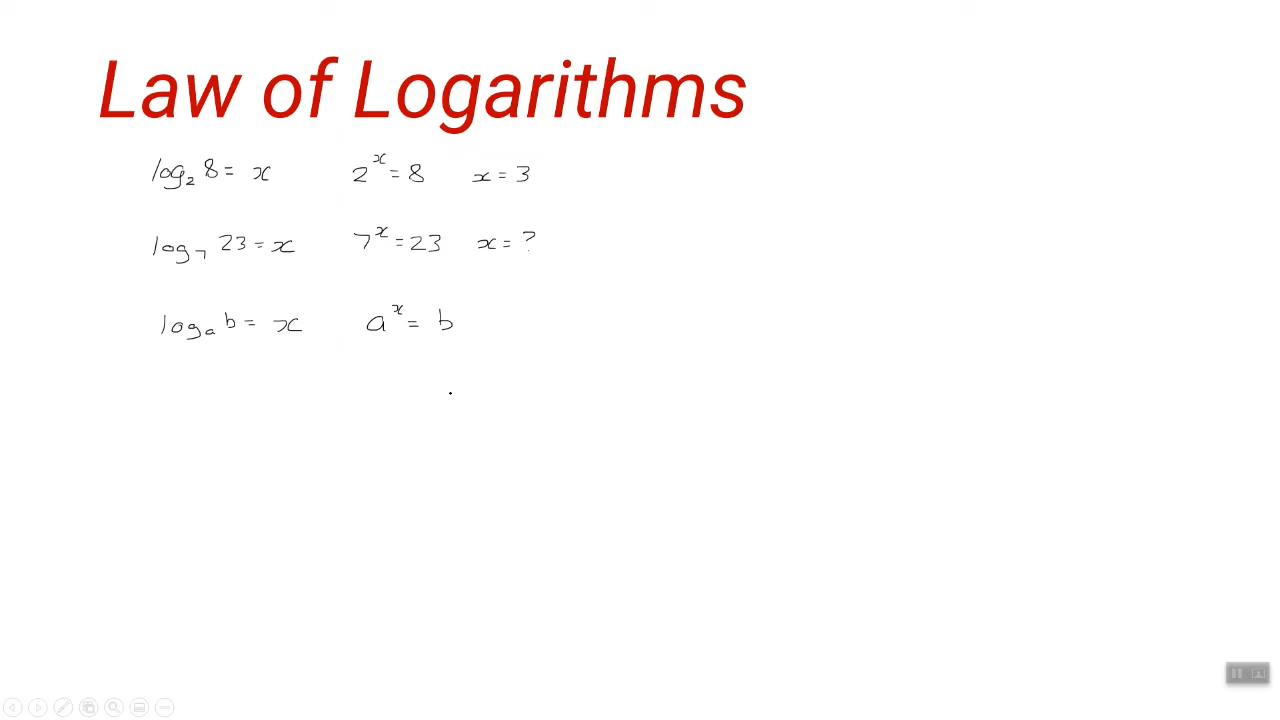 Law of Logarithms
log₂ 8 = x 2ˣ = 8 x = 3
log₇ 23 = x 7ˣ = 23 x = ?
logₐ b = x aˣ = b